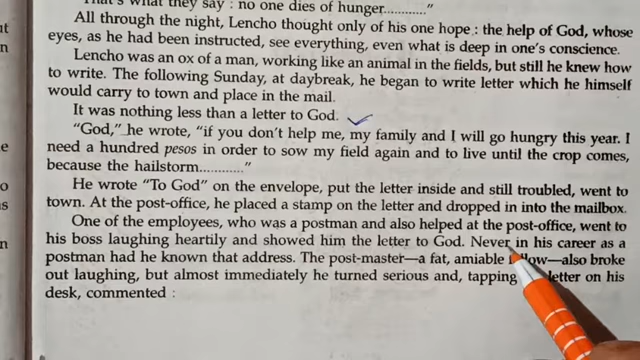 That's what they say : no one dies of hunger............"
All through the night, Lencho thought only of his one hope : the help of God, whose
eyes, as he had been instructed, see everything, even what is deep in one's conscience.
Lencho was an ox of a man, working like an animal in the fields, but still he knew how
to write. The following Sunday, at daybreak, he began to write letter which he himself
would carry to town and place in the mail.
It was nothing less than a letter to God.
"God," he wrote, "if you don't help me, my family and I will go hungry this year. I
need a hundred pesos in order to sow my field again and to live until the crop comes,
because the hailstorm............"
He wrote "To God" on the envelope, put the letter inside and still troubled, went to
town. At the post-office, he placed a stamp on the letter and dropped in into the mailbox.
One of the employees, who was a postman and also helped at the post-office, went to
his boss laughing heartily and showed him the letter to God. Never in his career as a
postman had he known that address. The post-master—a fat, amiable —also broke
out laughing, but almost immediately he turned serious and, tapping letter on his
desk, commented :